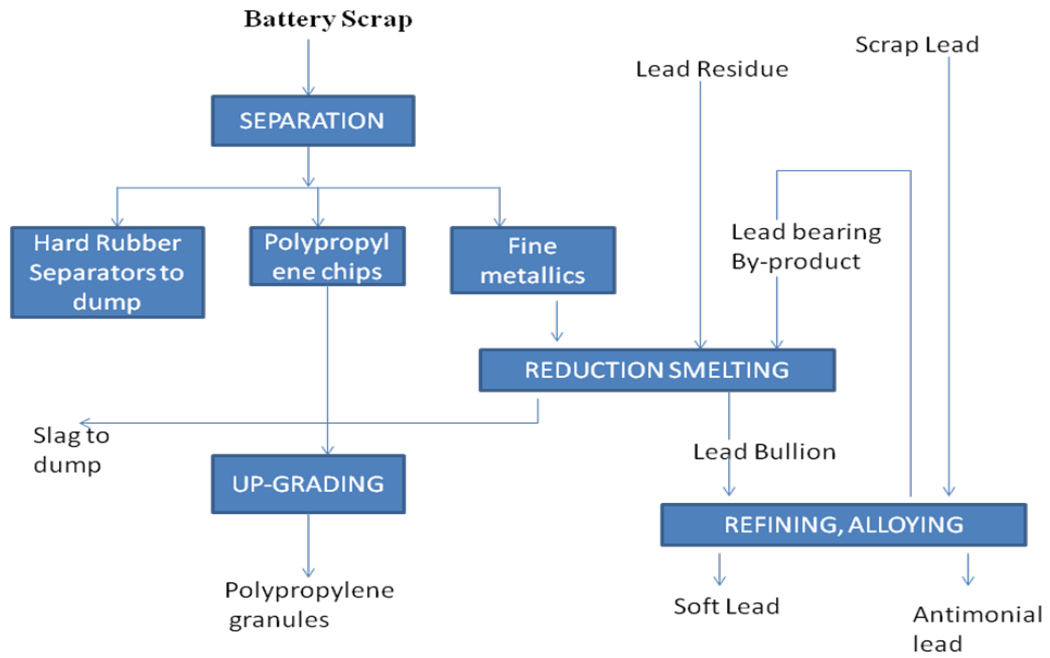 Battery Scrap
Scrap Lead
Lead Residue
SEPARATION
Hard Rubber
Separators to
dump
Polypropyl
ene chips
Fine
metallics
Lead bearing
By-product
REDUCTION SMELTING
Slag to
dump
Lead Bullion
UP-GRADING
REFINING, ALLOYING
Polypropylene
granules
Soft Lead
Antimonial
lead